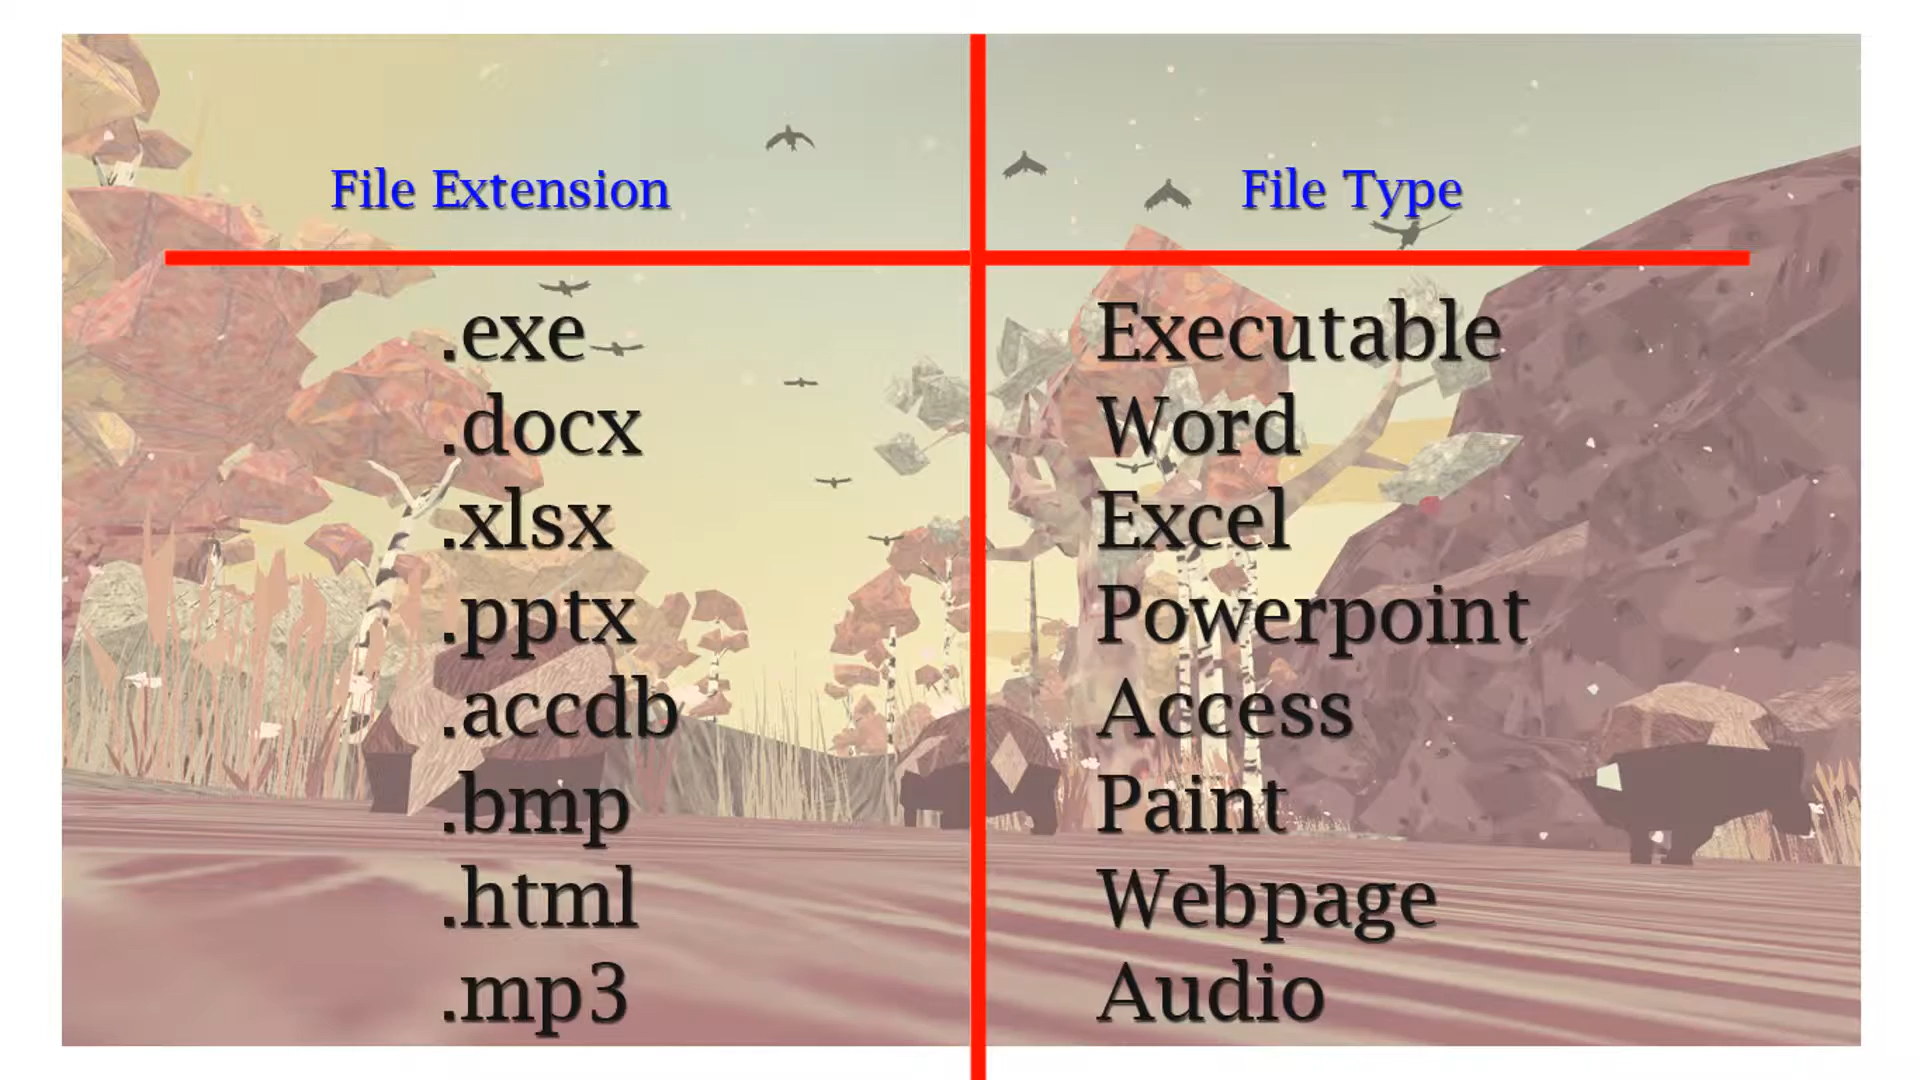 File Extension File Type
.exe Executable
.docx Word
.xlsx Excel
.pptx Powerpoint
.accdb Access
.bmp Paint
.html Webpage
.mp3 Audio